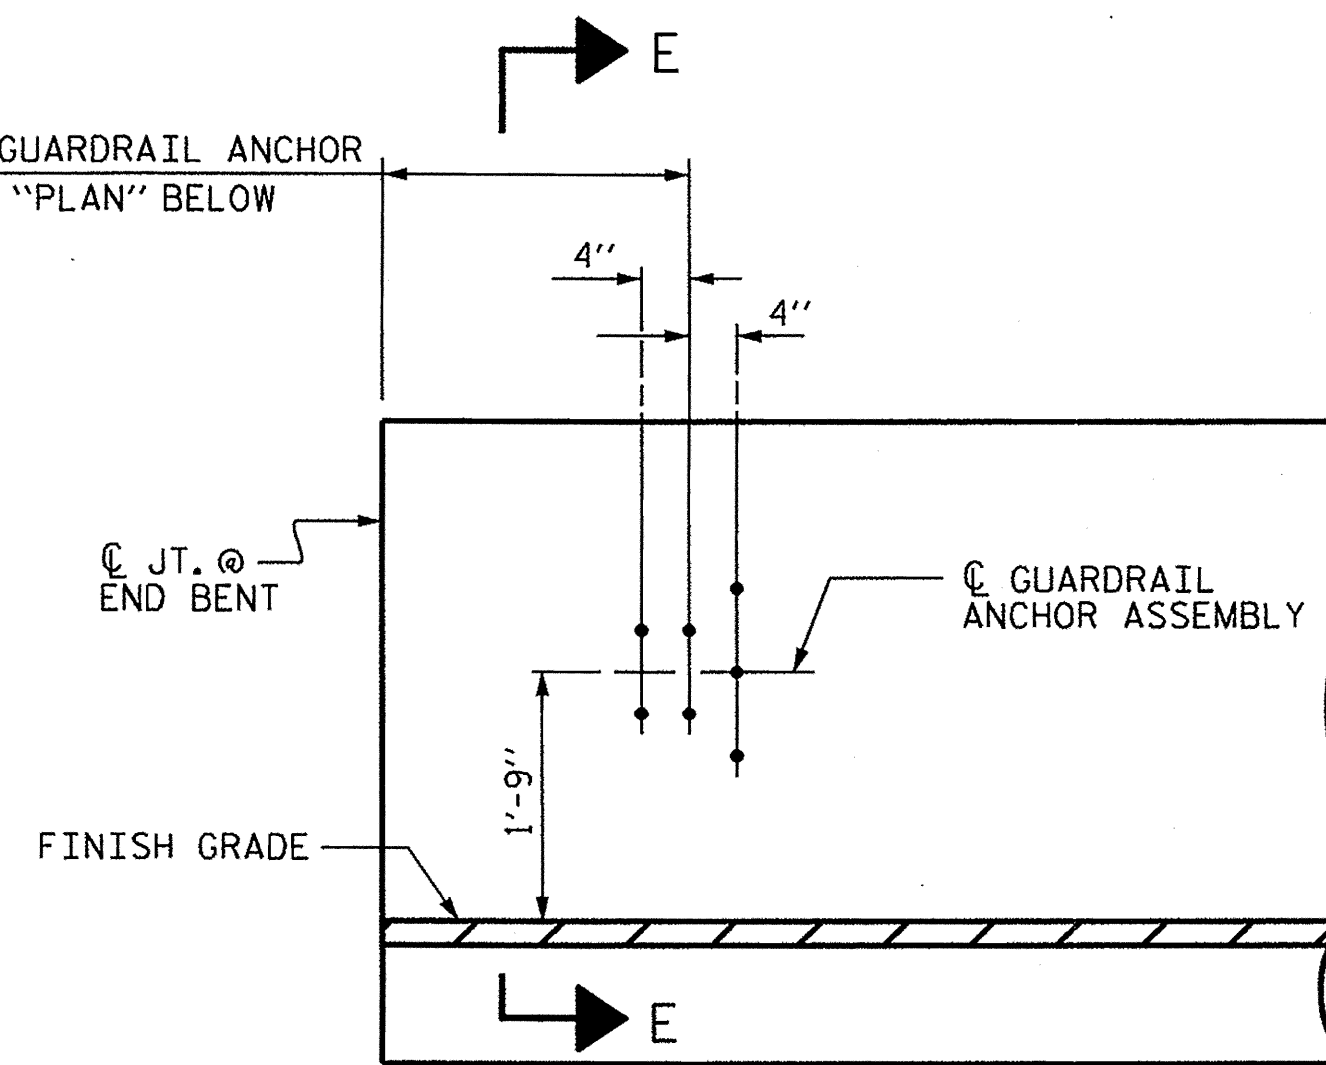 E
GUARDRAIL ANCHOR
"PLAN" BELOW
4"
4"
℄ JT. @
END BENT
℄ GUARDRAIL
ANCHOR ASSEMBLY
1'-9"
FINISH GRADE
E